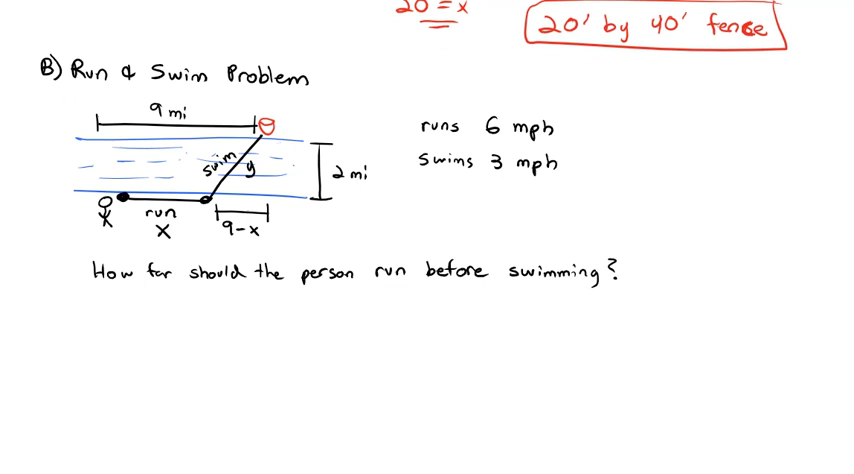 20 = x
20' by 40' fence
B) Run & Swim Problem
9 mi
runs 6 mph
swims 3 mph
swim
y
2 mi
run
x
9-x
How far should the person run before swimming?